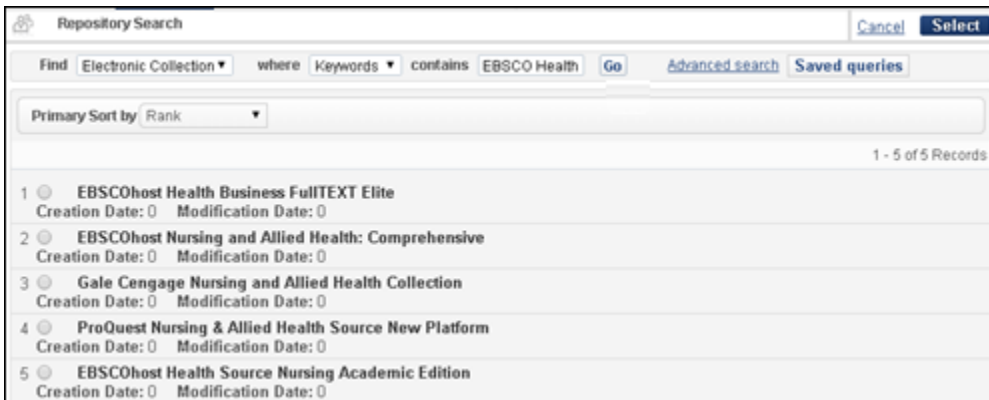 Repository Search Cancel Select
Find Electronic Collection where Keywords contains EBSCO Health Go Advanced search Saved queries
Primary Sort by Rank
1 - 5 of 5 Records
1 EBSCOhost Health Business FullTEXT Elite
Creation Date: 0 Modification Date: 0
2 EBSCOhost Nursing and Allied Health: Comprehensive
Creation Date: 0 Modification Date: 0
3 Gale Cengage Nursing and Allied Health Collection
Creation Date: 0 Modification Date: 0
4 ProQuest Nursing & Allied Health Source New Platform
Creation Date: 0 Modification Date: 0
5 EBSCOhost Health Source Nursing Academic Edition
Creation Date: 0 Modification Date: 0